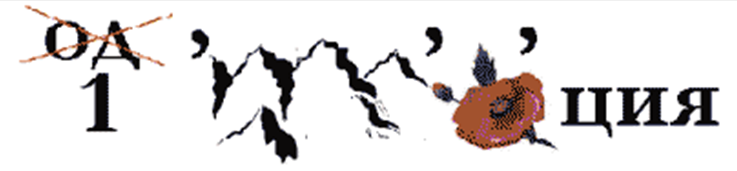 од , , ,
1 ция